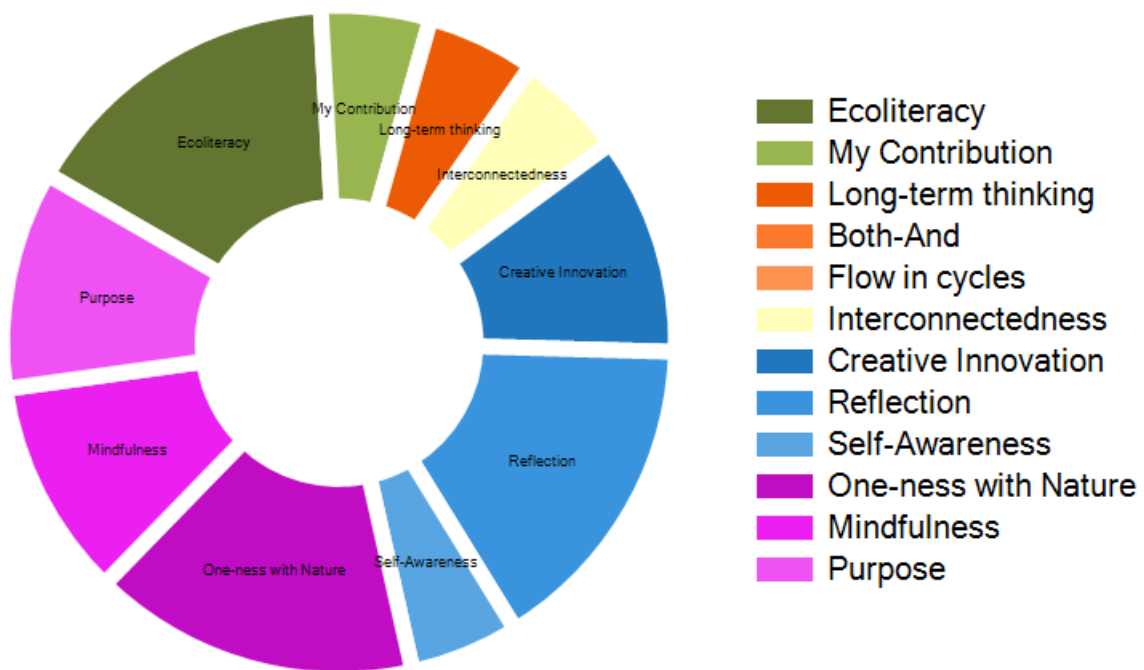 My Contribution
Long-term thinking
Ecoliteracy
Interconnectedness
Creative Innovation
Purpose
Mindfulness
Reflection
Self-Awareness
One-ness with Nature
Ecoliteracy
My Contribution
Long-term thinking
Both-And
Flow in cycles
Interconnectedness
Creative Innovation
Reflection
Self-Awareness
One-ness with Nature
Mindfulness
Purpose